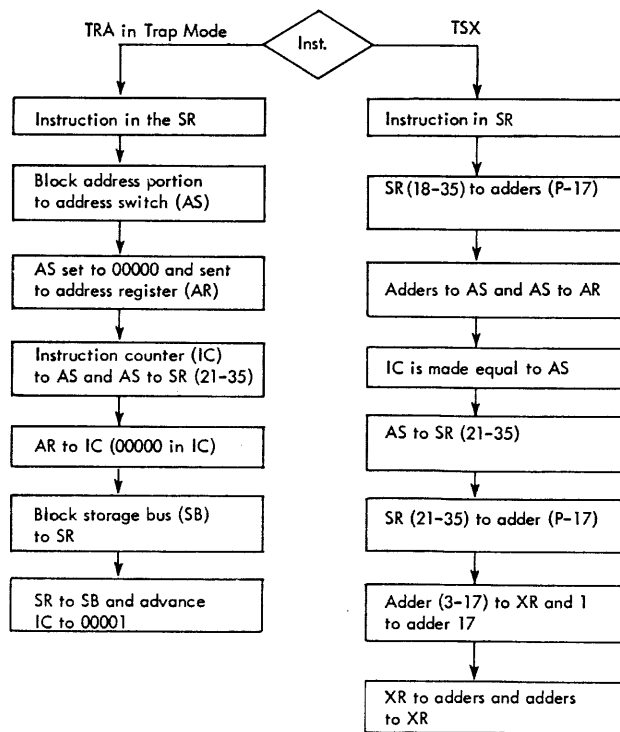 TRA in Trap Mode
Inst.
TSX
Instruction in the SR
Block address portion
to address switch (AS)
AS set to 00000 and sent
to address register (AR)
Instruction counter (IC)
to AS and AS to SR (21-35)
AR to IC (00000 in IC)
Block storage bus (SB)
to SR
SR to SB and advance
IC to 00001
Instruction in SR
SR (18-35) to adders (P-17)
Adders to AS and AS to AR
IC is made equal to AS
AS to SR (21-35)
SR (21-35) to adder (P-17)
Adder (3-17) to XR and 1
to adder 17
XR to adders and adders
to XR